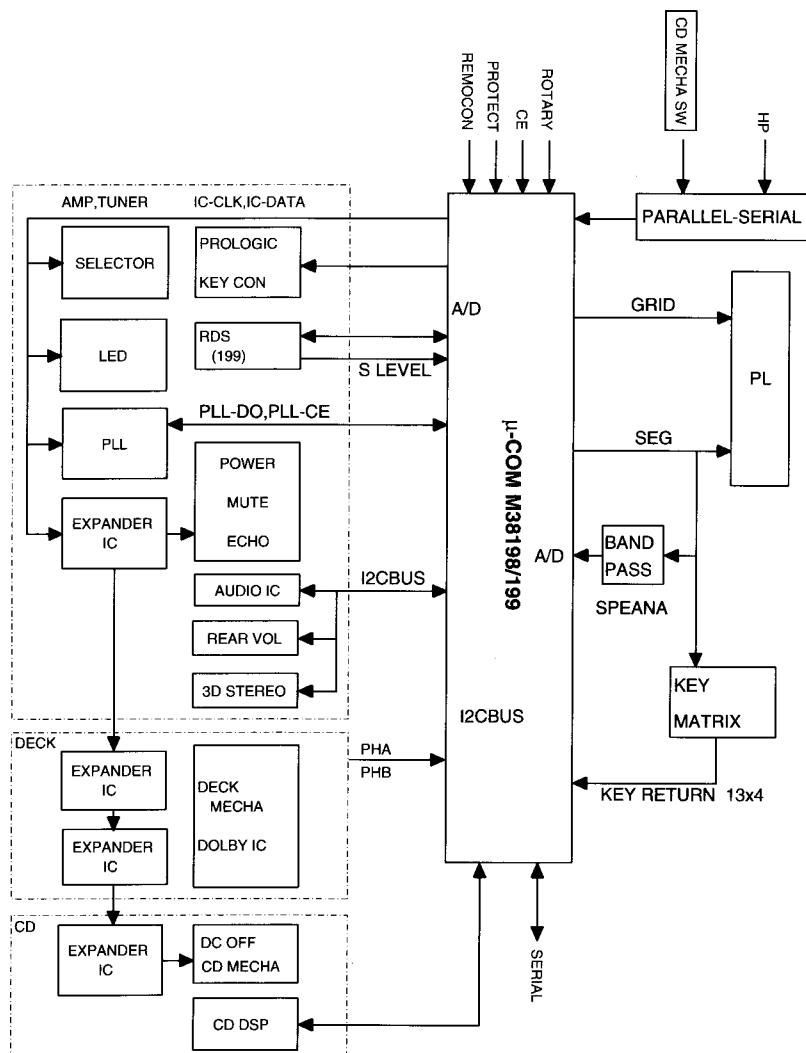 REMOCON
PROTECT
CE
ROTARY
CD MECHA SW
HP
AMP,TUNER
IC-CLK,IC-DATA
PARALLEL-SERIAL
SELECTOR
PROLOGIC
KEY CON
A/D
GRID
LED
RDS
(199)
S LEVEL
PL
PLL
PLL-DO,PLL-CE
SEG
μ-COM M38198/199
POWER
MUTE
ECHO
EXPANDER
IC
A/D
BAND
PASS
SPEANA
AUDIO IC
I2CBUS
REAR VOL
3D STEREO
I2CBUS
KEY
MATRIX
KEY RETURN 13x4
DECK
EXPANDER
IC
DECK
MECHA
DOLBY IC
PHA
PHB
EXPANDER
IC
CD
EXPANDER
IC
DC OFF
CD MECHA
CD DSP
SERIAL